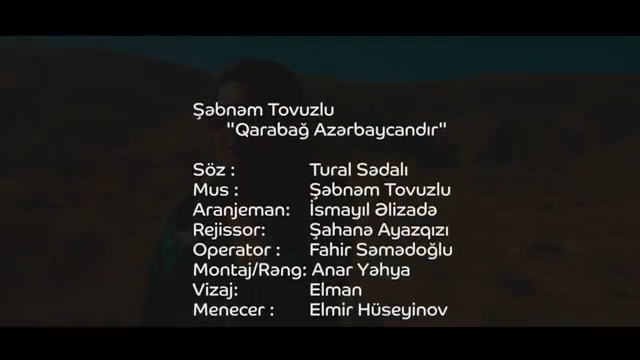 Şəbnəm Tovuzlu
"Qarabağ Azərbaycandır"
Söz : Tural Sədalı
Mus : Şəbnəm Tovuzlu
Aranjeman: İsmayıl Əlizadə
Rejissor: Şahanə Ayazqızı
Operator : Fahir Səmədoğlu
Montaj/Rəng: Anar Yəhya
Vizaj: Elman
Menecer : Elmir Hüseyinov